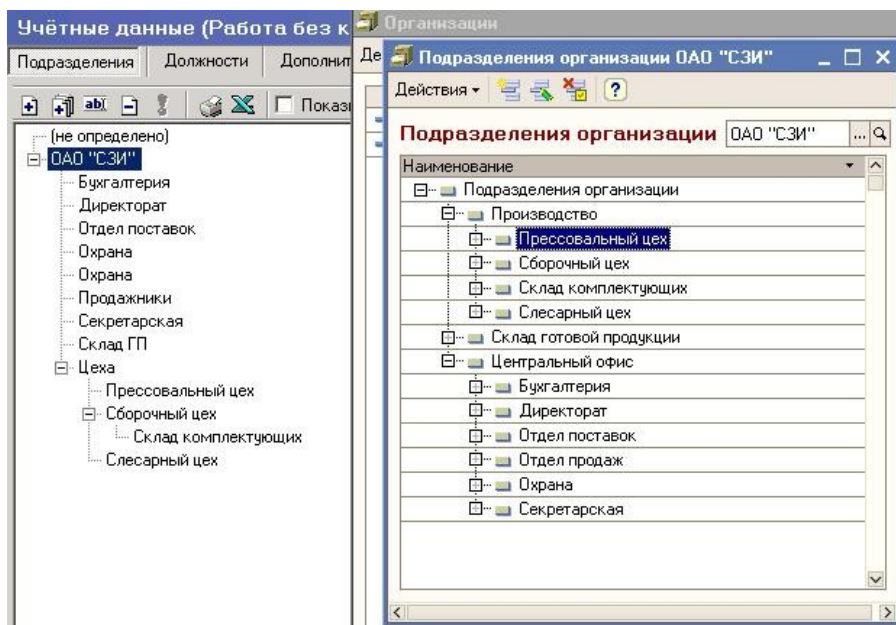 Учётные данные (Работа без к
Подразделения Должности Дополнит
abI Показ
(не определено)
ОАО "СЗИ"
Бухгалтерия
Директорат
Отдел поставок
Охрана
Охрана
Продажники
Секретарская
Склад ГП
Цеха
Прессовальный цех
Сборочный цех
Склад комплектующих
Слесарный цех
Организации
Де
Подразделения организации ОАО "СЗИ"
Действия
Подразделения организации ОАО "СЗИ" ...
Наименование
Подразделения организации
Производство
Прессовальный цех
Сборочный цех
Склад комплектующих
Слесарный цех
Склад готовой продукции
Центральный офис
Бухгалтерия
Директорат
Отдел поставок
Отдел продаж
Охрана
Секретарская